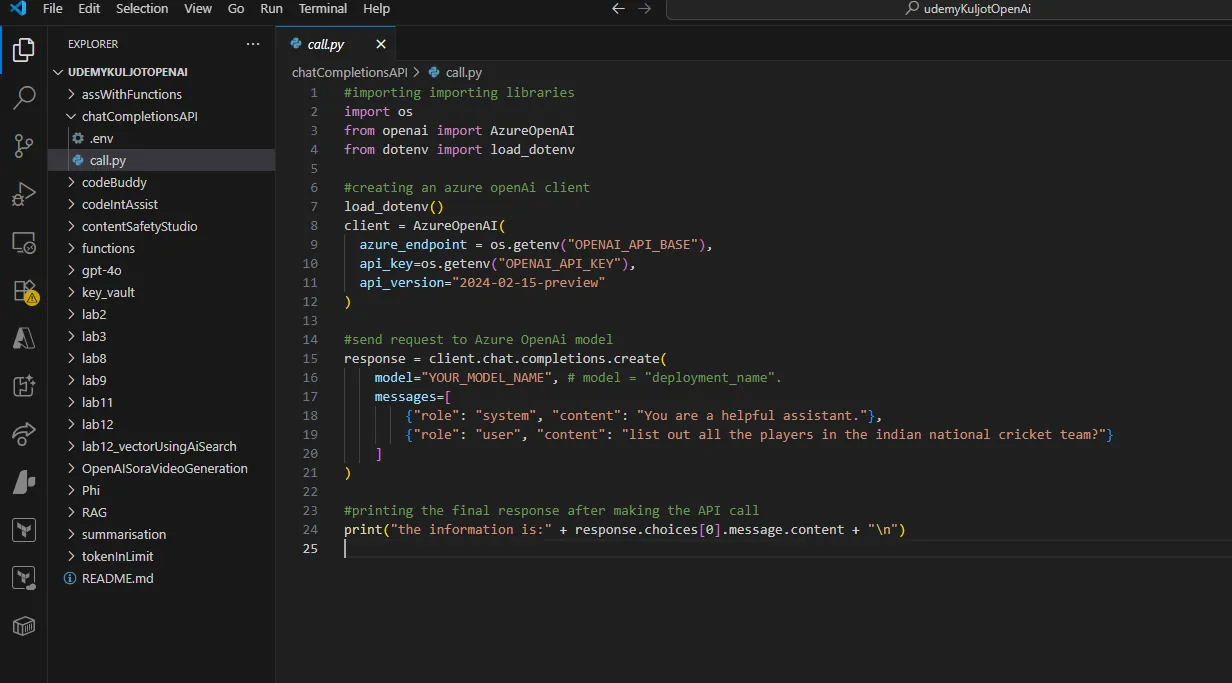 File Edit Selection View Go Run Terminal Help
udemyKuljotOpenAi
EXPLORER
UDEMYKULJOTOPENAI
assWithFunctions
chatCompletionsAPI
.env
call.py
codeBuddy
codeIntAssist
contentSafetyStudio
functions
gpt-4o
key_vault
lab2
lab3
lab8
lab9
lab11
lab12
lab12_vectorUsingAiSearch
OpenAISoraVideoGeneration
Phi
RAG
summarisation
tokenInLimit
README.md
call.py
chatCompletionsAPI > call.py
1 #importing importing libraries
2 import os
3 from openai import AzureOpenAI
4 from dotenv import load_dotenv
5
6 #creating an azure openAi client
7 load_dotenv()
8 client = AzureOpenAI(
9 azure_endpoint = os.getenv("OPENAI_API_BASE"),
10 api_key=os.getenv("OPENAI_API_KEY"),
11 api_version="2024-02-15-preview"
12 )
13
14 #send request to Azure OpenAi model
15 response = client.chat.completions.create(
16 model="YOUR_MODEL_NAME", # model = "deployment_name".
17 messages=[
18 {"role": "system", "content": "You are a helpful assistant."},
19 {"role": "user", "content": "list out all the players in the indian national cricket team?"}
20 ]
21 )
22
23 #printing the final response after making the API call
24 print("the information is:" + response.choices[0].message.content + "\n")
25